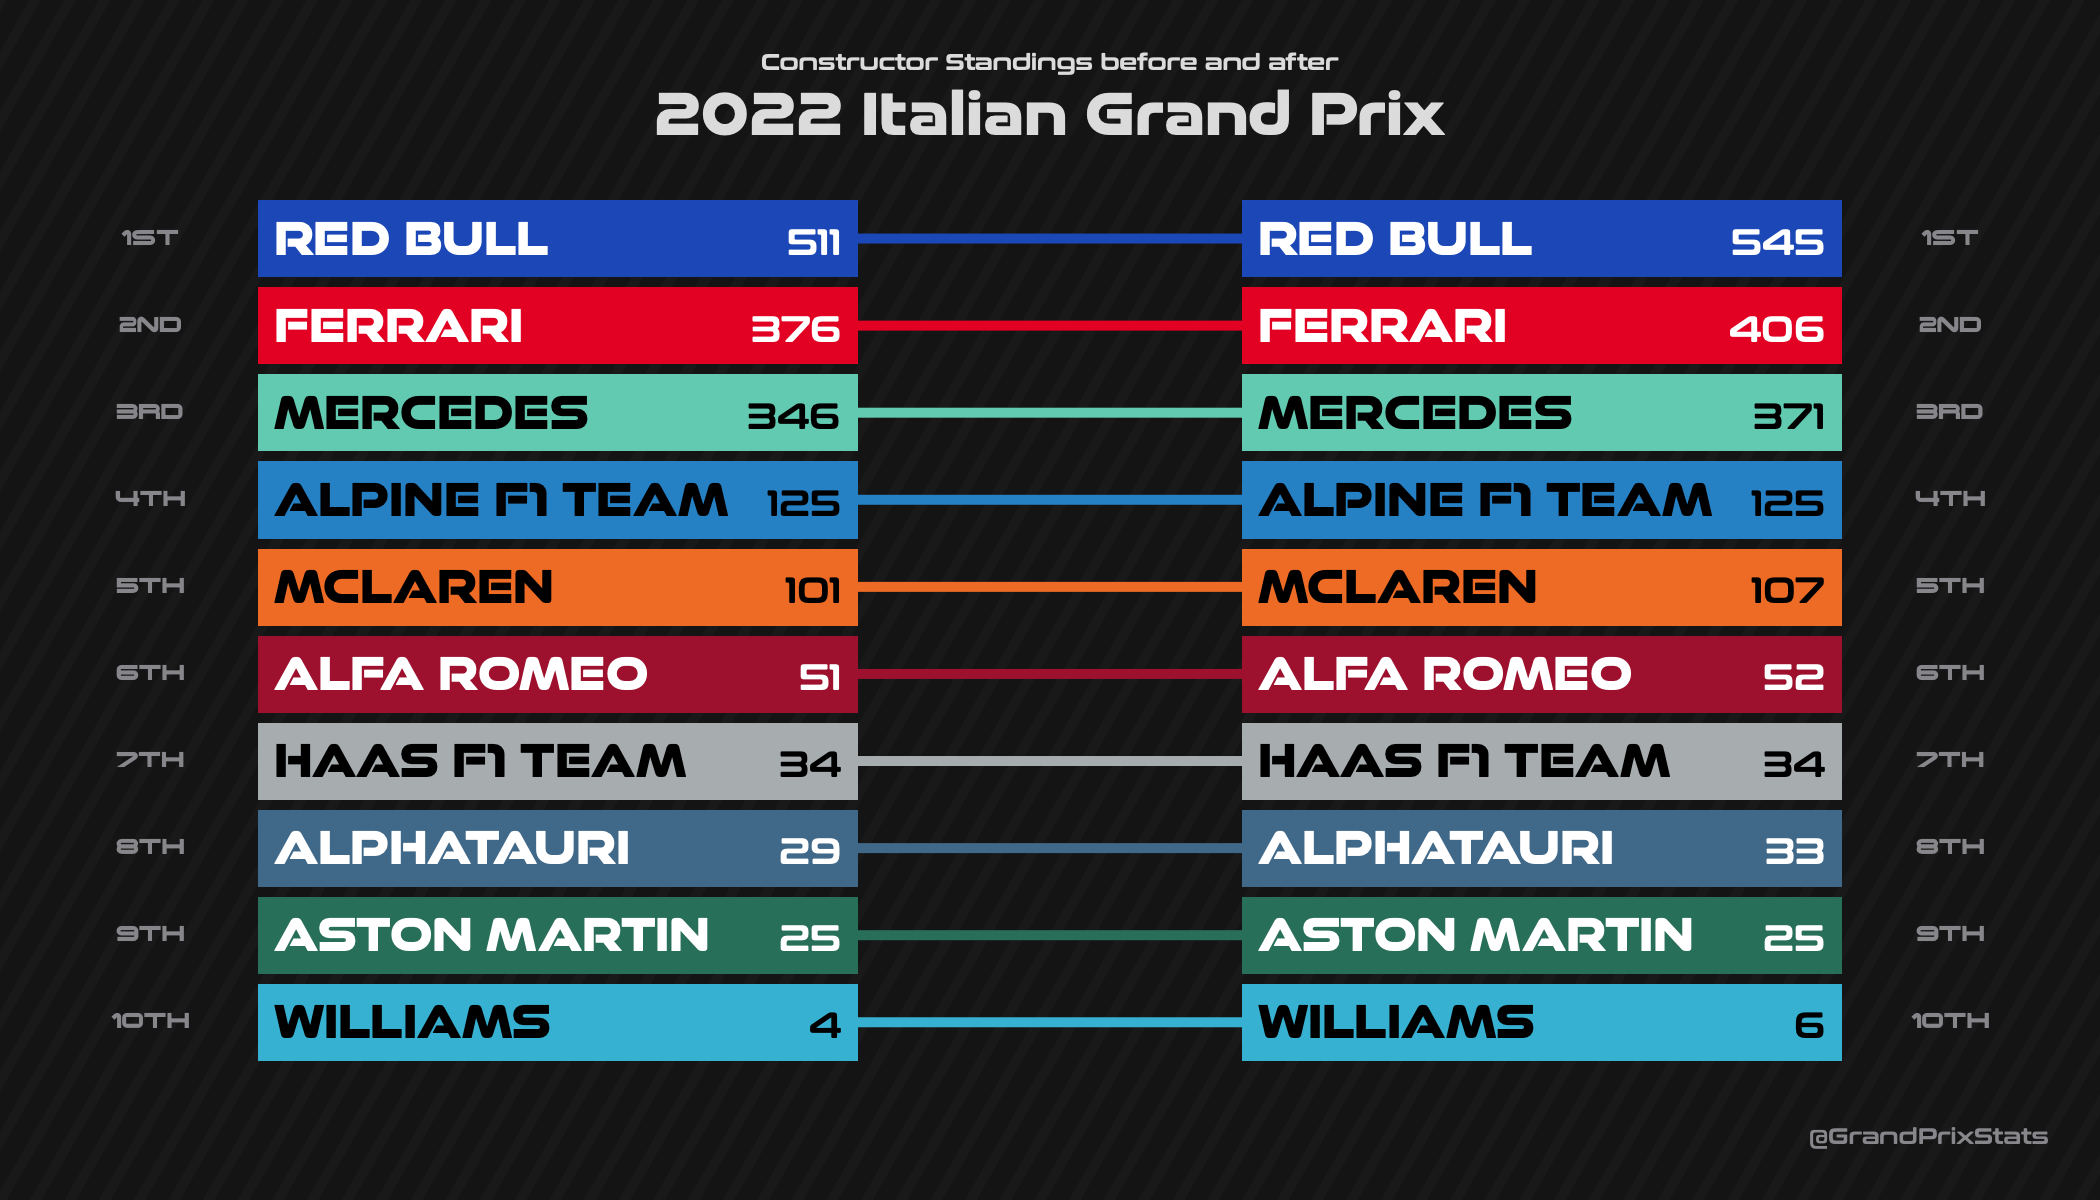 Constructor Standings before and after
2022 Italian Grand Prix
1ST RED BULL 511 RED BULL 545 1ST
2ND FERRARI 376 FERRARI 406 2ND
3RD MERCEDES 346 MERCEDES 371 3RD
4TH ALPINE F1 TEAM 125 ALPINE F1 TEAM 125 4TH
5TH MCLAREN 101 MCLAREN 107 5TH
6TH ALFA ROMEO 51 ALFA ROMEO 52 6TH
7TH HAAS F1 TEAM 34 HAAS F1 TEAM 34 7TH
8TH ALPHATAURI 29 ALPHATAURI 33 8TH
9TH ASTON MARTIN 25 ASTON MARTIN 25 9TH
10TH WILLIAMS 4 WILLIAMS 6 10TH
@GrandPrixStats